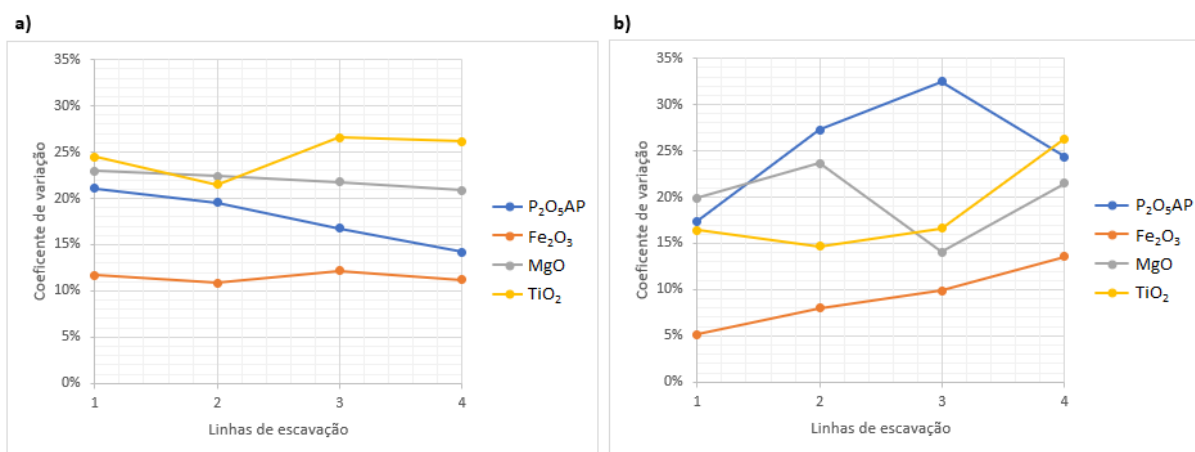 a)
35%
30%
25%
20%
15%
10%
5%
0%
Coeficente de variação
1 2 3 4
Linhas de escavação
P₂O₅AP
Fe₂O₃
MgO
TiO₂
b)
35%
30%
25%
20%
15%
10%
5%
0%
Coeficente de variação
1 2 3 4
Linhas de escavação
P₂O₅AP
Fe₂O₃
MgO
TiO₂